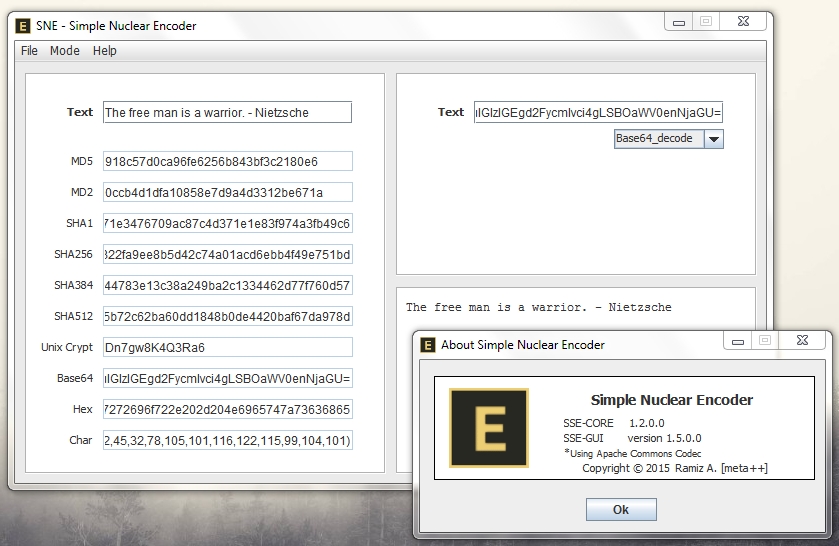 E SNE - Simple Nuclear Encoder
File Mode Help
Text The free man is a warrior. - Nietzsche
MD5 918c57d0ca96fe6256b843bf3c2180e6
MD2 0ccb4d1dfa10858e7d9a4d3312be671a
SHA1 71e3476709ac87c4d371e1e83f974a3fb49c6
SHA256 322fa9ee8b5d42c74a01acd6ebb4f49e751bd
SHA384 44783e13c38a249ba2c1334462d77f760d57
SHA512 5b72c62ba60dd1848b0de4420baf67da978d
Unix Crypt Dn7gw8K4Q3Ra6
Base64 iIGlzIGEgd2FycmlvcI4gLSBOaWV0enNjaGU=
Hex 7272696f722e202d204e6965747a73636865
Char 2,45,32,78,105,101,116,122,115,99,104,101)
Text iIGlzIGEgd2Fycmlvci4gLSBOaWV0enNjaGU=
Base64_decode
The free man is a warrior. - Nietzsche
E About Simple Nuclear Encoder
E
Simple Nuclear Encoder
SSE-CORE 1.2.0.0
SSE-GUI version 1.5.0.0
*Using Apache Commons Codec
Copyright © 2015 Ramiz A. [meta++]
Ok